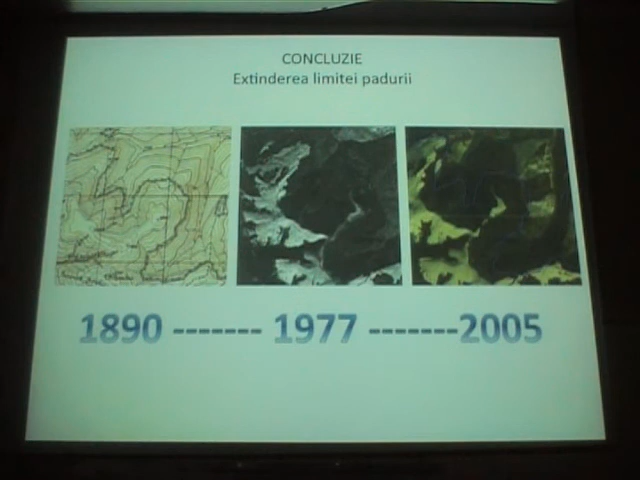 CONCLUZIE
Extinderea limitei padurii
1890 ------- 1977 -------2005